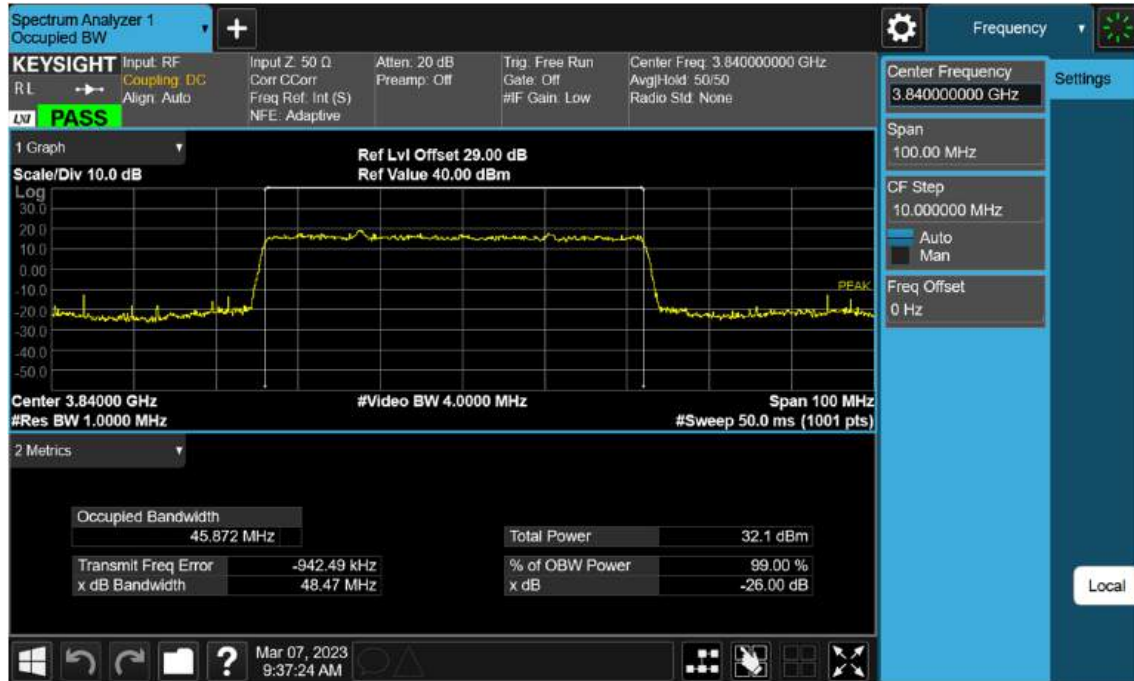 Spectrum Analyzer 1
Occupied BW
+
Frequency
KEYSIGHT
Input: RF
Coupling: DC
Align: Auto
Input Z: 50 Ω
Corr CCorr
Freq Ref: Int (S)
NFE: Adaptive
Atten: 20 dB
Preamp: Off
Trig: Free Run
Gate: Off
#IF Gain: Low
Center Freq: 3.840000000 GHz
Avg|Hold: 50/50
Radio Std: None
RL
LXI
PASS
Center Frequency
3.840000000 GHz
Settings
Span
100.00 MHz
CF Step
10.000000 MHz
Auto
Man
Freq Offset
0 Hz
Local
1 Graph
Ref Lvl Offset 29.00 dB
Scale/Div 10.0 dB
Ref Value 40.00 dBm
Log
30.0
20.0
10.0
0.00
-10.0
-20.0
-30.0
-40.0
-50.0
PEAK
Center 3.84000 GHz
#Video BW 4.0000 MHz
Span 100 MHz
#Res BW 1.0000 MHz
#Sweep 50.0 ms (1001 pts)
2 Metrics
Occupied Bandwidth
45.872 MHz
Total Power 32.1 dBm
Transmit Freq Error -942.49 kHz
% of OBW Power 99.00 %
x dB Bandwidth 48.47 MHz
x dB -26.00 dB
?
Mar 07, 2023
9:37:24 AM